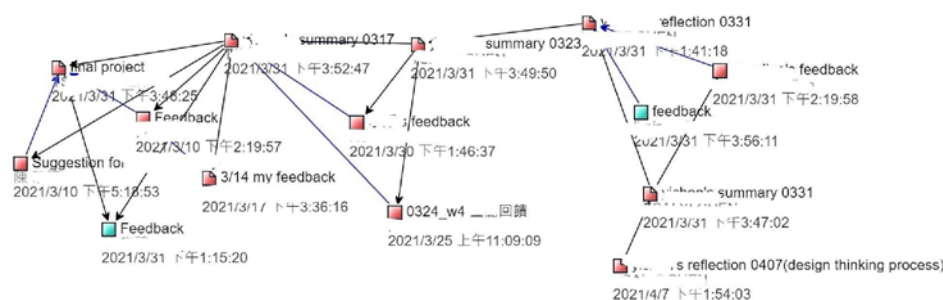 summary 0317
2021/3/31 下午3:52:47
summary 0323
2021/3/31 下午3:49:50
reflection 0331
2021/3/31 下午1:41:18
final project
2021/3/31 下午3:48:25
feedback
2021/3/31 下午2:19:58
Feedback
2021/3/10 下午2:19:57
s feedback
2021/3/30 下午1:46:37
feedback
2021/3/31 下午3:56:11
Suggestion for
陳
2021/3/10 下午5:18:53
3/14 my feedback
2021/3/17 下午3:36:16
0324_w4 回饋
2021/3/25 上午11:09:09
summary 0331
2021/3/31 下午3:47:02
Feedback
2021/3/31 下午1:15:20
s reflection 0407(design thinking process)
2021/4/7 下午1:54:03